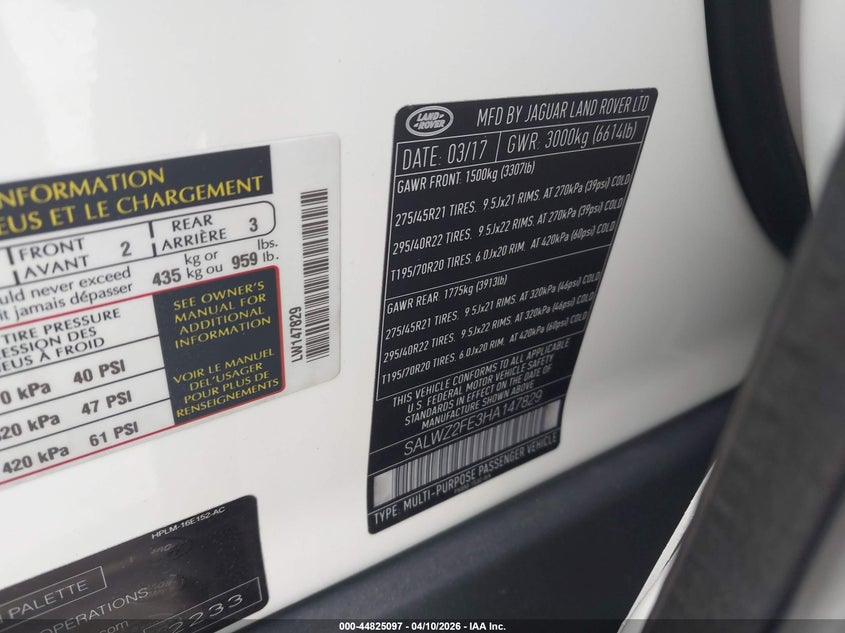 INFORMATION
EUS ET LE CHARGEMENT
FRONT 2 REAR 3
AVANT ARRIÈRE
uld never exceed kg or lbs.
it jamais dépasser 435 kg ou 959 lb.
TIRE PRESSURE
ESSION DES
EUS À FROID
0 kPa 40 PSI
20 kPa 47 PSI
420 kPa 61 PSI
SEE OWNER'S
MANUAL FOR
ADDITIONAL
INFORMATION
VOIR LE MANUEL
DEL'USAGER
POUR PLUS DE
RENSEIGNEMENTS
LW147829
LAND ROVER
MFD BY JAGUAR LAND ROVER LTD
DATE: 03/17 GWR: 3000kg (6614lb)
GAWR FRONT: 1500kg (3307lb)
275/45R21 TIRES. 9.5Jx21 RIMS. AT 270kPa (39psi) COLD
295/40R22 TIRES. 9.5Jx22 RIMS. AT 270kPa (39psi) COLD
T195/70R20 TIRES. 6.0Jx20 RIM. AT 420kPa (60psi) COLD
GAWR REAR: 1775kg (3913lb)
275/45R21 TIRES. 9.5Jx21 RIMS. AT 320kPa (46psi) COLD
295/40R22 TIRES. 9.5Jx22 RIMS. AT 320kPa (46psi) COLD
T195/70R20 TIRES. 6.0Jx20 RIM. AT 420kPa (60psi) COLD
THIS VEHICLE CONFORMS TO ALL APPLICABLE
U.S. FEDERAL MOTOR VEHICLE SAFETY
STANDARDS IN EFFECT ON THE DATE OF
MANUFACTURE SHOWN ABOVE
SALWZ2FE3HA147829
TYPE: MULTI-PURPOSE PASSENGER VEHICLE
HPLM-16E152-AC
PALETTE
OPERATIONS
2233
000-44825097 - 04/10/2026 - IAA Inc.